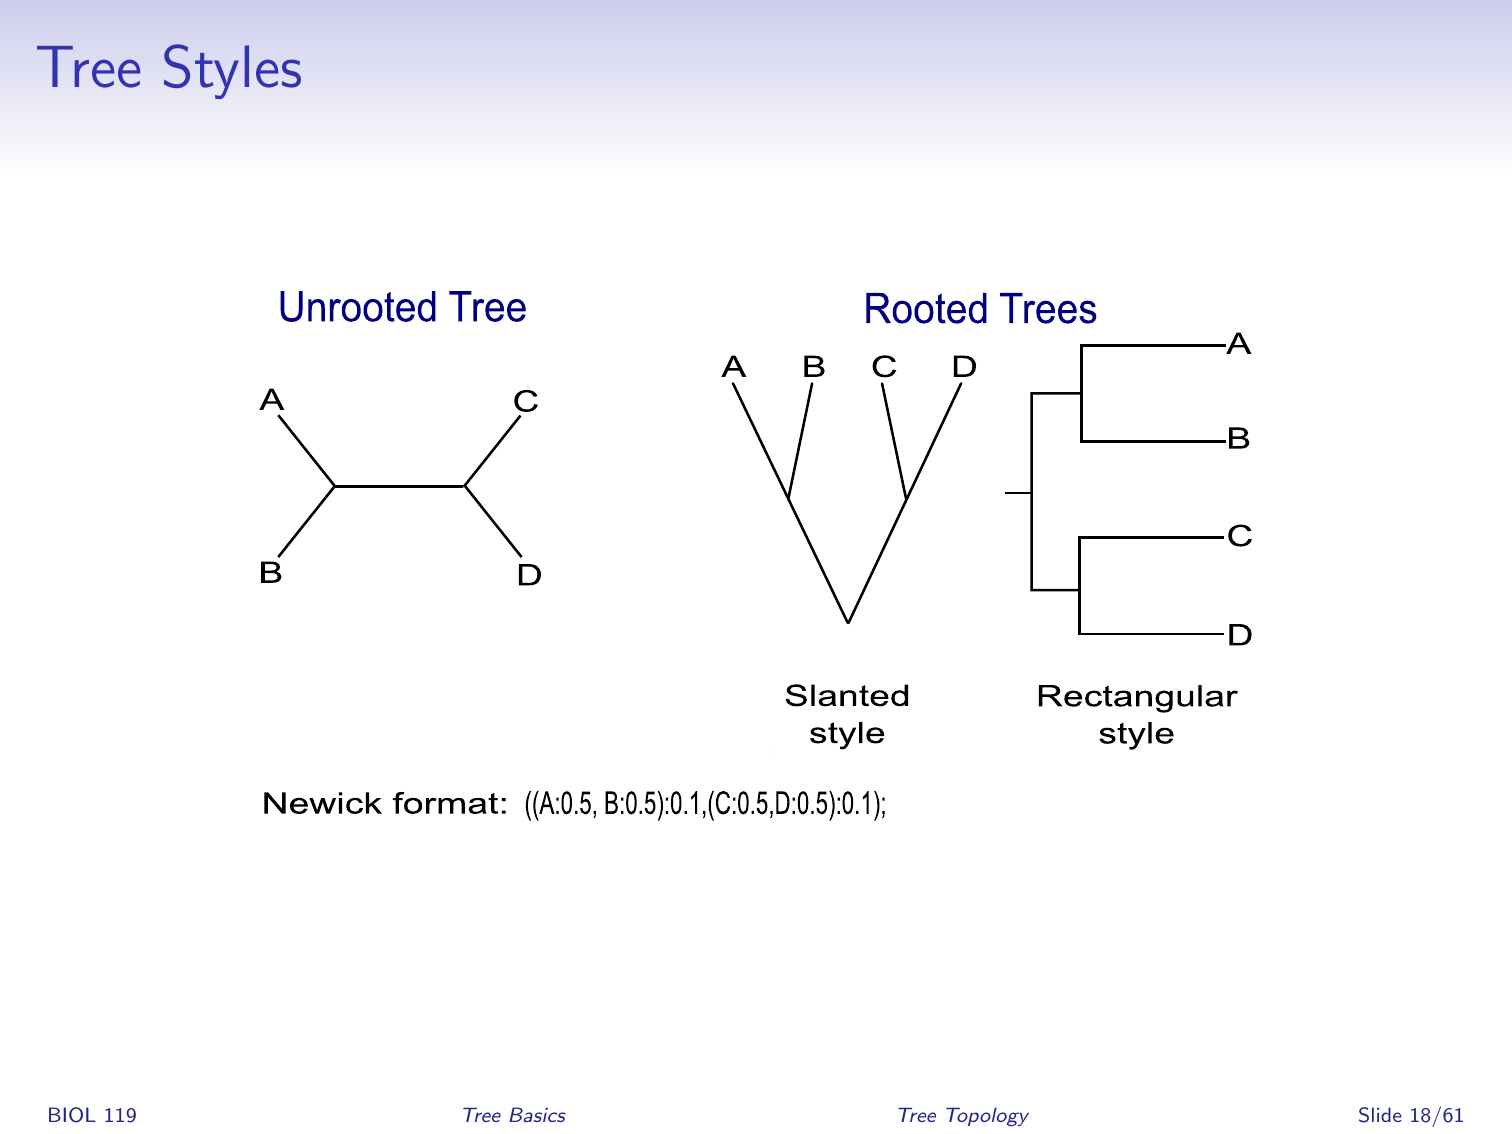 Tree Styles
Unrooted Tree
A
C
B
D
Rooted Trees
A B C D
A
B
C
D
Slanted
style
Rectangular
style
Newick format: ((A:0.5, B:0.5):0.1,(C:0.5,D:0.5):0.1);
BIOL 119 Tree Basics Tree Topology Slide 18/61